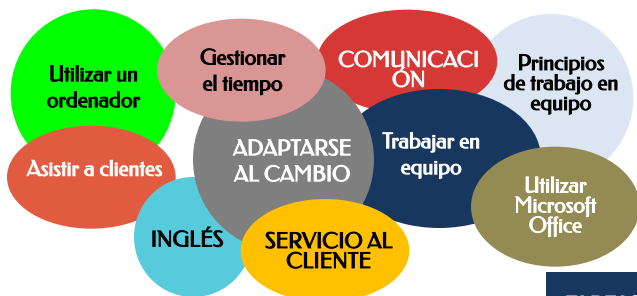 Utilizar un
ordenador
Gestionar
el tiempo
COMUNICACI
ÓN
Principios
de trabajo en
equipo
Asistir a clientes
ADAPTARSE
AL CAMBIO
Trabajar en
equipo
Utilizar
Microsoft
Office
INGLÉS
SERVICIO AL
CLIENTE